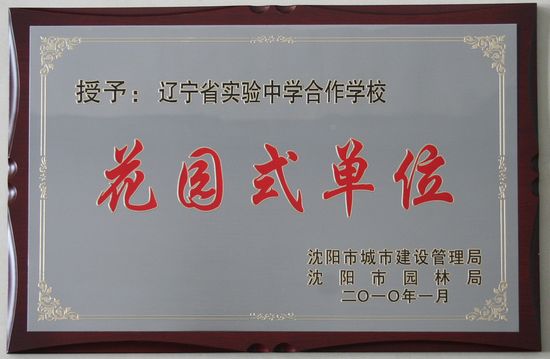 授予：辽宁省实验中学合作学校
花园式单位
沈阳市城市建设管理局
沈阳市园林局
二〇一〇年一月